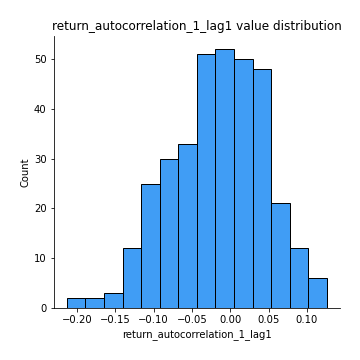 return_autocorrelation_1_lag1 value distribution
50
40
30
20
10
0
Count
−0.20 −0.15 −0.10 −0.05 0.00 0.05 0.10
return_autocorrelation_1_lag1